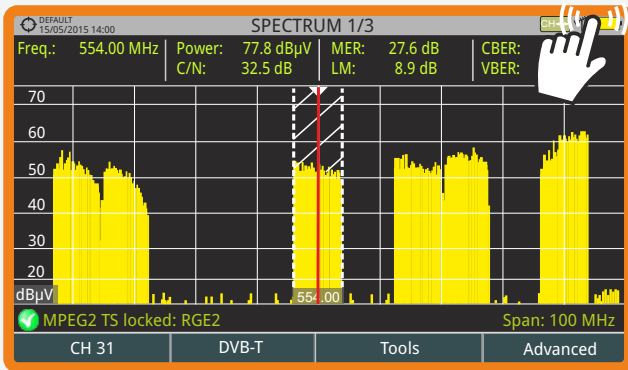 DEFAULT
15/05/2015 14:00
SPECTRUM 1/3
CH
Freq.: 554.00 MHz
Power: 77.8 dBµV
MER: 27.6 dB
CBER:
C/N: 32.5 dB
LM: 8.9 dB
VBER:
70
60
50
40
30
20
dBµV
554.00
MPEG2 TS locked: RGE2
Span: 100 MHz
CH 31
DVB-T
Tools
Advanced